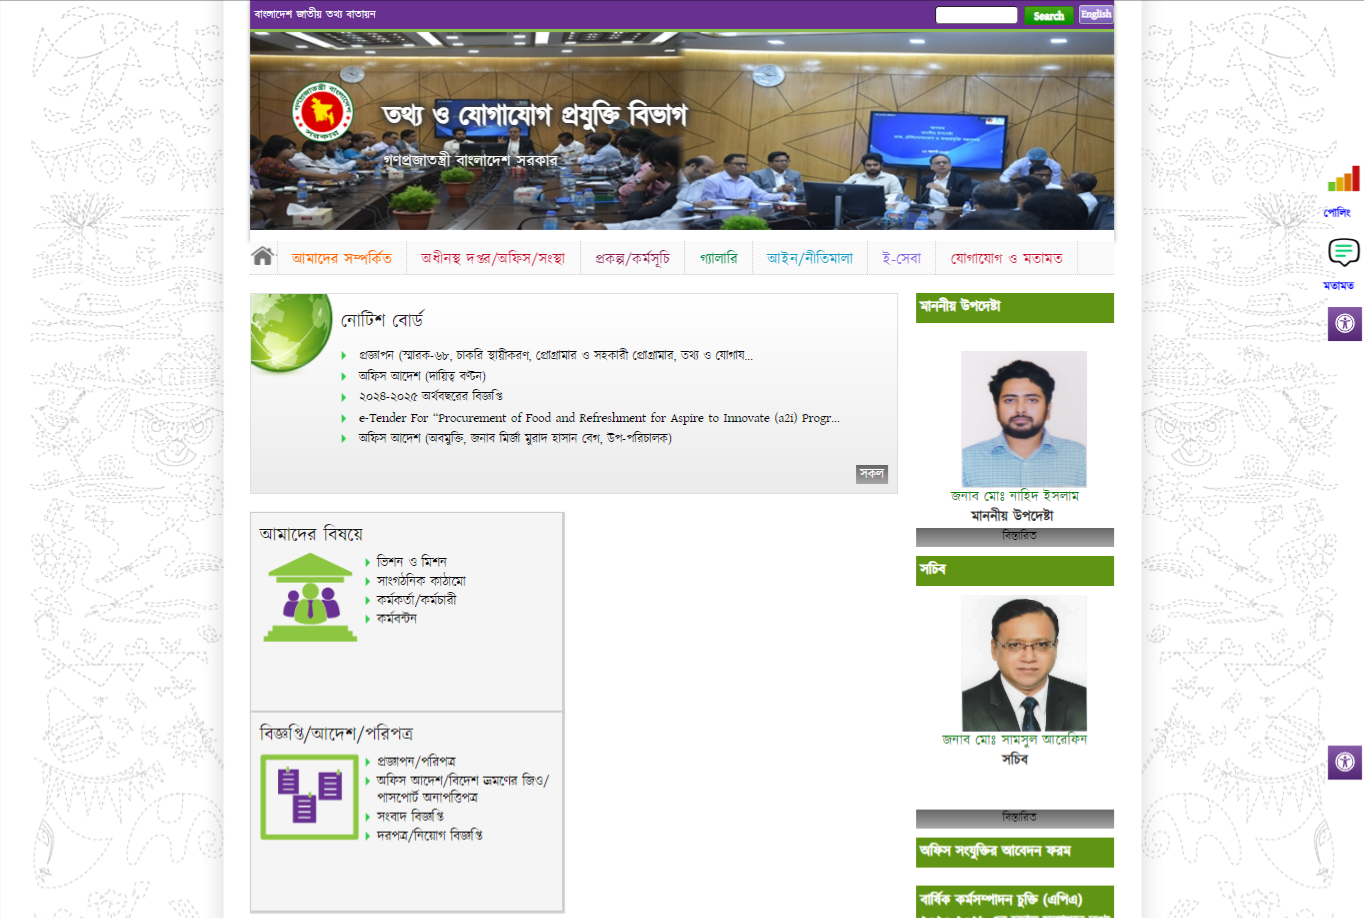 বাংলাদেশ জাতীয় তথ্য বাতায়ন
Search
English
তথ্য ও যোগাযোগ প্রযুক্তি বিভাগ
গণপ্রজাতন্ত্রী বাংলাদেশ সরকার
আমাদের সম্পর্কিত
অধীনস্থ দপ্তর/অফিস/সংস্থা
প্রকল্প/কর্মসূচি
গ্যালারি
আইন/নীতিমালা
ই-সেবা
যোগাযোগ ও মতামত
পোলিং
মতামত
নোটিশ বোর্ড
প্রজ্ঞাপন (স্মারক-৬৮, চাকরি স্থায়ীকরণ, প্রোগ্রামার ও সহকারী প্রোগ্রামার, তথ্য ও যোগায...
অফিস আদেশ (দায়িত্ব বণ্টন)
২০২৪-২০২৫ অর্থবছরের বিজ্ঞপ্তি
e-Tender For “Procurement of Food and Refreshment for Aspire to Innovate (a2i) Progr...
অফিস আদেশ (অবমুক্তি, জনাব মির্জা মুরাদ হাসান বেগ, উপ-পরিচালক)
সকল
আমাদের বিষয়ে
ভিশন ও মিশন
সাংগঠনিক কাঠামো
কর্মকর্তা/কর্মচারী
কর্মবন্টন
বিজ্ঞপ্তি/আদেশ/পরিপত্র
প্রজ্ঞাপন/পরিপত্র
অফিস আদেশ/বিদেশ ভ্রমণের জিও/
পাসপোর্ট অনাপত্তিপত্র
সংবাদ বিজ্ঞপ্তি
দরপত্র/নিয়োগ বিজ্ঞপ্তি
মাননীয় উপদেষ্টা
জনাব মোঃ নাহিদ ইসলাম
মাননীয় উপদেষ্টা
বিস্তারিত
সচিব
জনাব মোঃ সামসুল আরেফিন
সচিব
বিস্তারিত
অফিস সংযুক্তির আবেদন ফরম
বার্ষিক কর্মসম্পাদন চুক্তি (এপিএ)